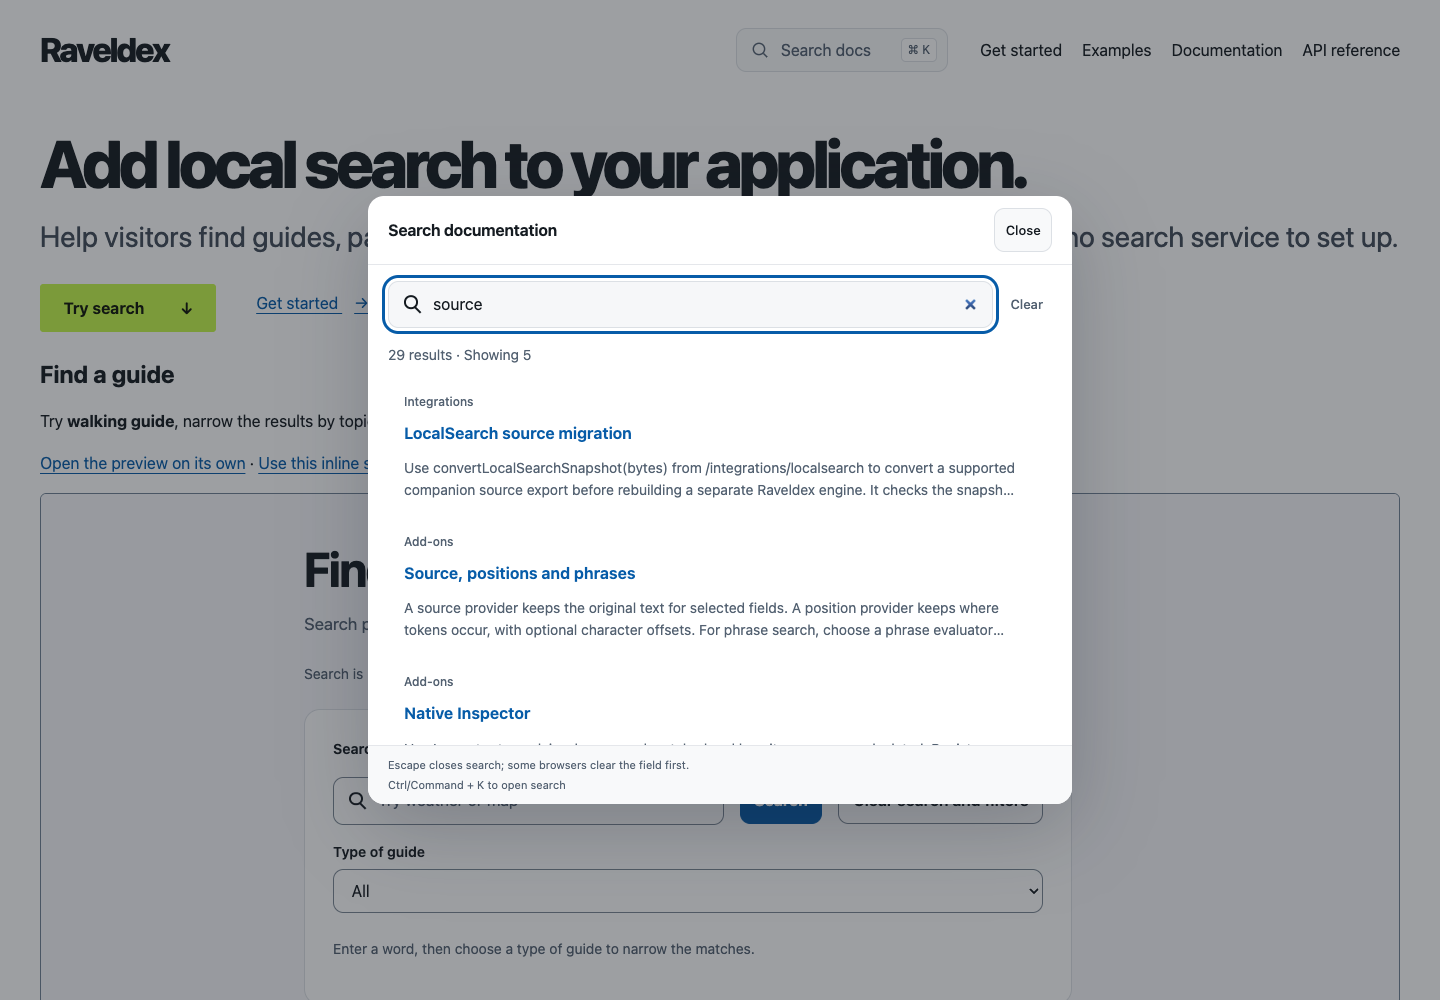 Raveldex
Search docs
⌘ K
Get started
Examples
Documentation
API reference
Add local search to your application.
Help visitors find guides,
no search service to set up.
Try search ↓
Get started →
Find a guide
Try walking guide, narrow the results by
Open the preview on its own · Use this inline
Search documentation
Close
source
Clear
29 results · Showing 5
Integrations
LocalSearch source migration
Use convertLocalSearchSnapshot(bytes) from /integrations/localsearch to convert a supported
companion source export before rebuilding a separate Raveldex engine. It checks the snapsh…
Add-ons
Source, positions and phrases
A source provider keeps the original text for selected fields. A position provider keeps where
tokens occur, with optional character offsets. For phrase search, choose a phrase evaluator…
Add-ons
Native Inspector
Escape closes search; some browsers clear the field first.
Ctrl/Command + K to open search
Search
Search is
Type of guide
All
Enter a word, then choose a type of guide to narrow the matches.